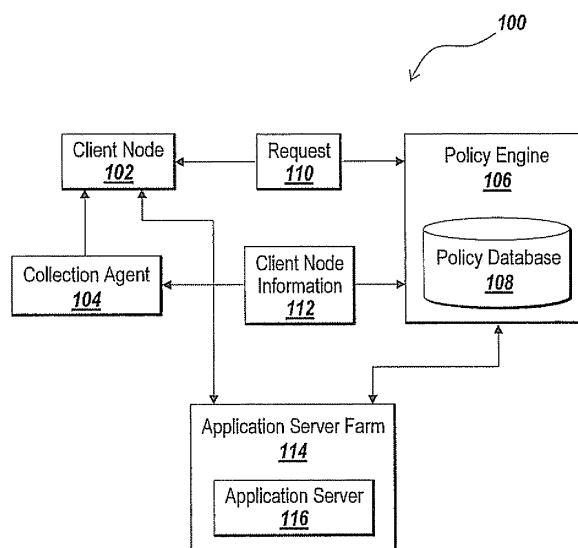 100
Client Node
102
Request
110
Policy Engine
106
Policy Database
108
Collection Agent
104
Client Node
Information
112
Application Server Farm
114
Application Server
116